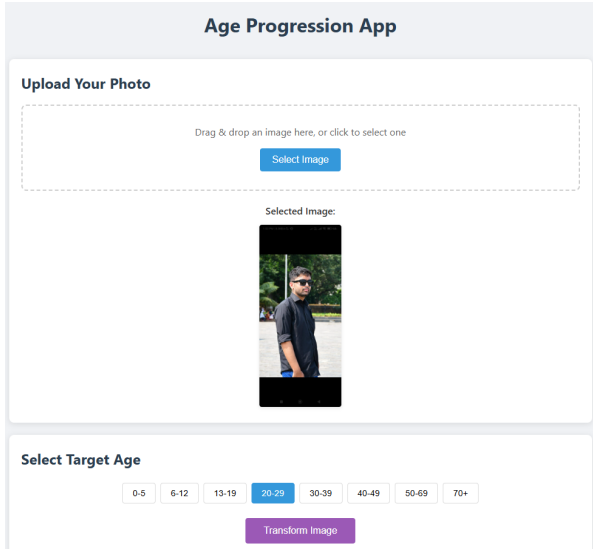 Age Progression App
Upload Your Photo
Drag & drop an image here, or click to select one
Select Image
Selected Image:
Select Target Age
0-5 6-12 13-19 20-29 30-39 40-49 50-69 70+
Transform Image